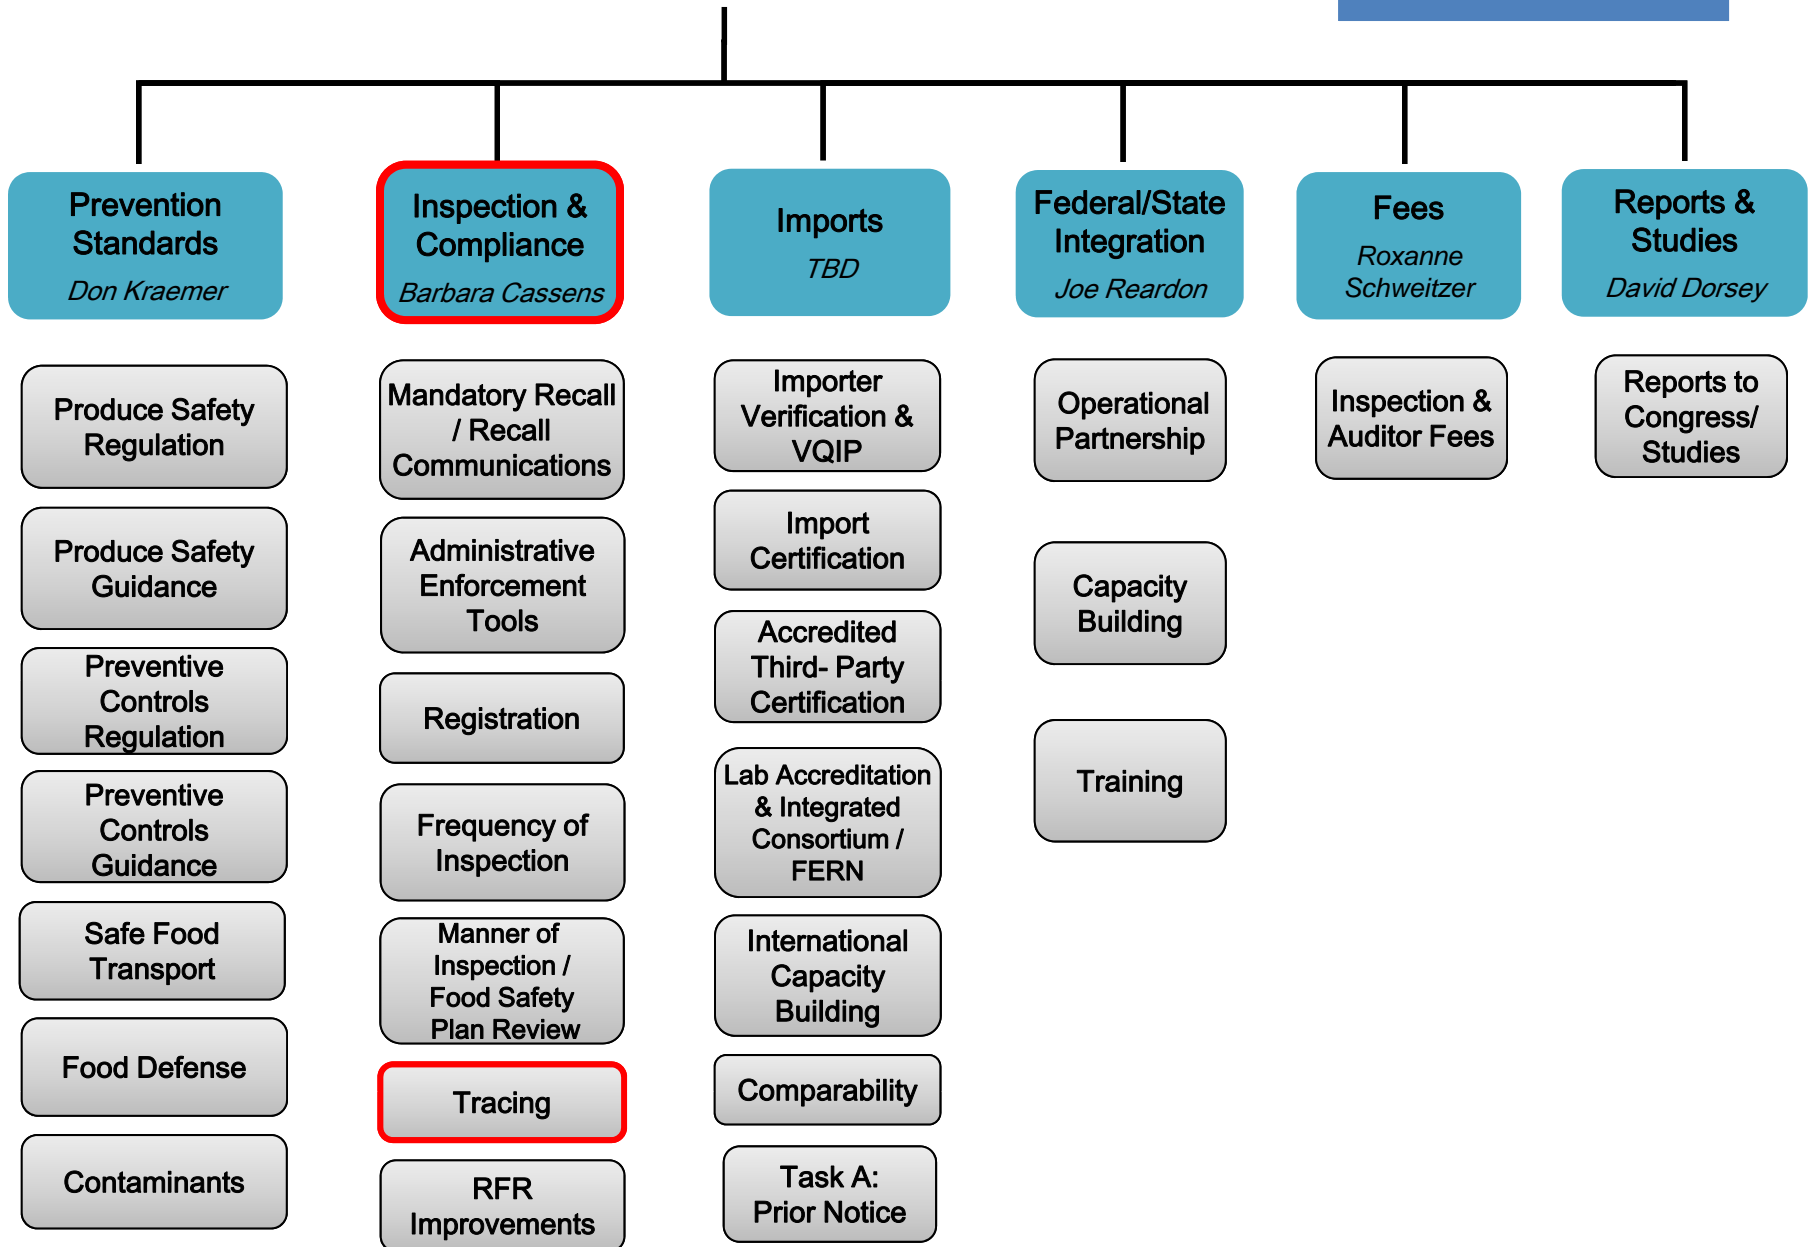 Prevention
Standards
Don Kraemer
Inspection &
Compliance
Barbara Cassens
Imports
TBD
Federal/State
Integration
Joe Reardon
Fees
Roxanne
Schweitzer
Reports &
Studies
David Dorsey
Produce Safety
Regulation
Produce Safety
Guidance
Preventive
Controls
Regulation
Preventive
Controls
Guidance
Safe Food
Transport
Food Defense
Contaminants
Mandatory Recall
/ Recall
Communications
Administrative
Enforcement
Tools
Registration
Frequency of
Inspection
Manner of
Inspection /
Food Safety
Plan Review
Tracing
RFR
Improvements
Importer
Verification &
VQIP
Import
Certification
Accredited
Third- Party
Certification
Lab Accreditation
& Integrated
Consortium /
FERN
International
Capacity
Building
Comparability
Task A:
Prior Notice
Operational
Partnership
Capacity
Building
Training
Inspection &
Auditor Fees
Reports to
Congress/
Studies